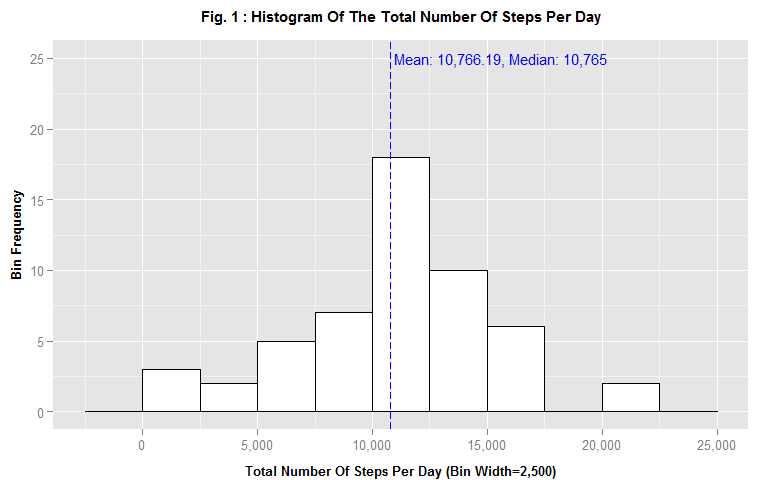 Fig. 1 : Histogram Of The Total Number Of Steps Per Day
Mean: 10,766.19, Median: 10,765
25
20
15
10
5
0
Bin Frequency
0 5,000 10,000 15,000 20,000 25,000
Total Number Of Steps Per Day (Bin Width=2,500)